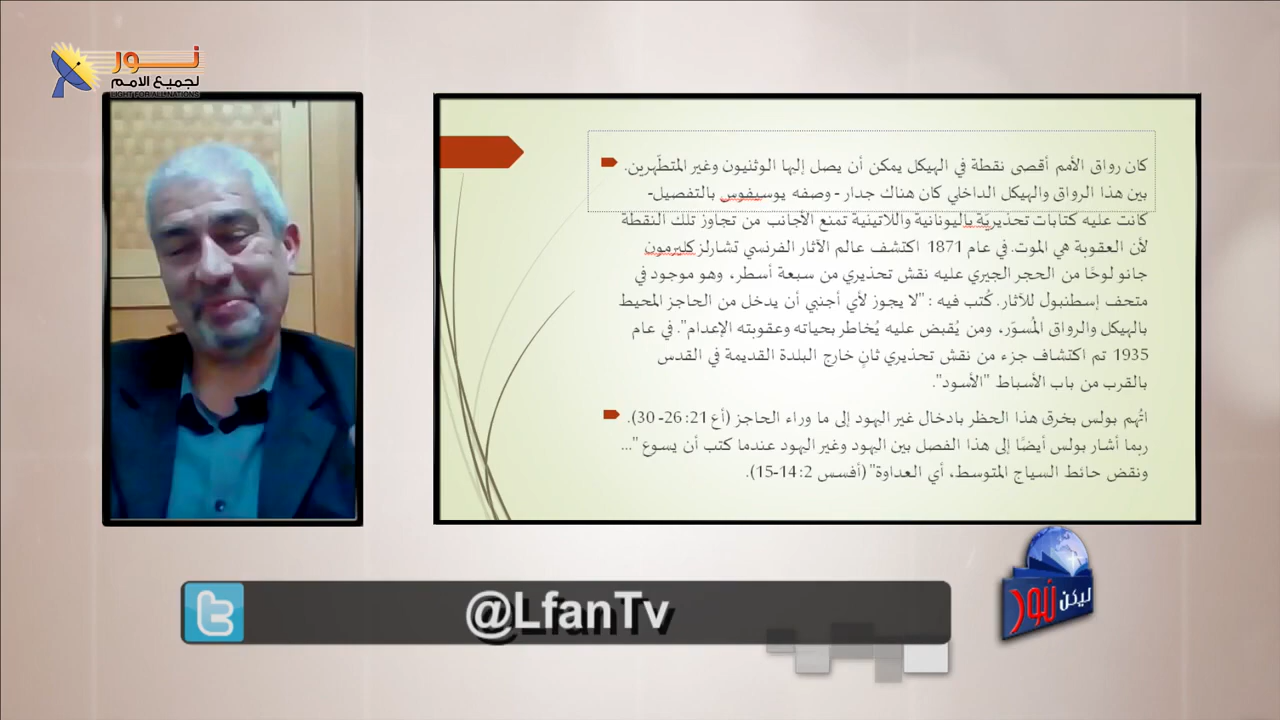 نــور
لجميع الامم
LIGHT FOR ALL NATIONS
كان رواق الأمم أقصى نقطة في الهيكل يمكن أن يصل إليها الوثنيون وغير المتطهّرين.
بين هذا الرواق والهيكل الداخلي كان هناك جدار - وصفه يوسيفوس بالتفصيل-
كانت عليه كتابات تحذيريّة باليونانية واللاتينية تمنع الأجانب من تجاوز تلك النقطة
لأن العقوبة هي الموت. في عام 1871 اكتشف عالم الآثار الفرنسي تشارلز كليرمون
جانو لوحًا من الحجر الجيري عليه نقش تحذيري من سبعة أسطر، وهو موجود في
متحف إسطنبول للآثار. كُتب فيه : "لا يجوز لأي أجنبي أن يدخل من الحاجز المحيط
بالهيكل والرواق المُسوّر، ومن يُقبض عليه يُخاطر بحياته وعقوبته الإعدام". في عام
1935 تم اكتشاف جزء من نقش تحذيري ثانٍ خارج البلدة القديمة في القدس
بالقرب من باب الأسباط "الأسود".
اتُهم بولس بخرق هذا الحظر بادخال غير اليهود إلى ما وراء الحاجز (أع 21: 26- 30).
ربما أشار بولس أيضًا إلى هذا الفصل بين اليهود وغير اليهود عندما كتب أن يسوع "...
ونقض حائط السياج المتوسط، أي العداوة" (أفسس 2: 14-15).
@LfanTv
ليكن نور